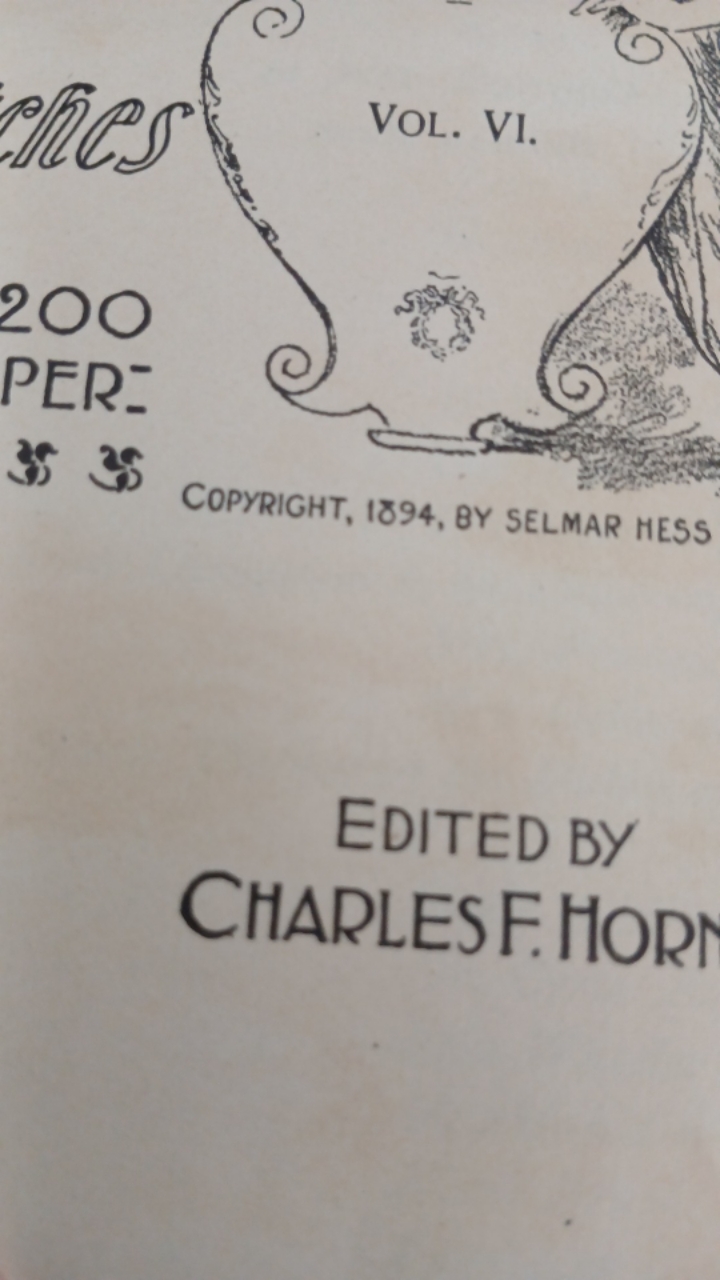 ches
VOL. VI.
200
PER-
COPYRIGHT, 1894, BY SELMAR HESS
EDITED BY
CHARLES F. HORN